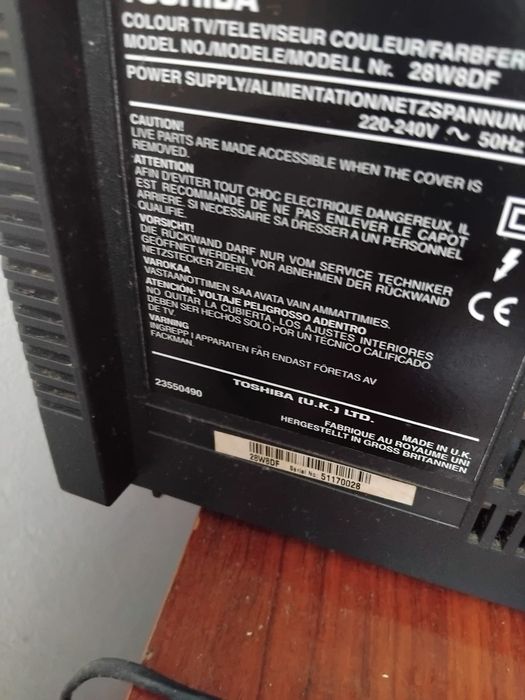 TOSHIBA
COLOUR TV/TELEVISEUR COULEUR/FARBFER
MODEL NO./MODELE/MODELL Nr. 28W8DF
POWER SUPPLY/ALIMENTATION/NETZSPANNUN
220-240V ~ 50Hz
CAUTION!
LIVE PARTS ARE MADE ACCESSIBLE WHEN THE COVER IS
REMOVED.
ATTENTION
AFIN D'EVITER TOUT CHOC ELECTRIQUE DANGEREUX, IL
EST RECOMMANDE DE NE PAS ENLEVER LE CAPOT
ARRIERE. SI NECESSAIRE SA DRESSER A UN PERSONNEL
QUALIFIE.
VORSICHT!
DIE RÜCKWAND DARF NUR VOM SERVICE TECHNIKER
GEÖFFNET WERDEN. VOR ABNEHMEN DER RÜCKWAND
NETZSTECKER ZIEHEN.
VAROKAA
VASTAANOTTIMEN SAA AVATA VAIN AMMATTIMIES.
ATENCIÓN: VOLTAJE PELIGROSSO ADENTRO
NO QUITAR LA CUBIERTA, LOS AJUSTES INTERIORES
DEBEN SER HECHOS SOLO POR UN TECNICO CALIFICADO
DE TV.
VARNING
INGREPP I APPARATEN FÄR ENDAST FÖRETAS AV
FACKMAN.
CE
23550490
TOSHIBA (U.K.) LTD.
MADE IN U.K.
FABRIQUE AU ROYAUME UNI
HERGESTELLT IN GROSS BRITANNIEN
28W8DF Serial No: 51170028